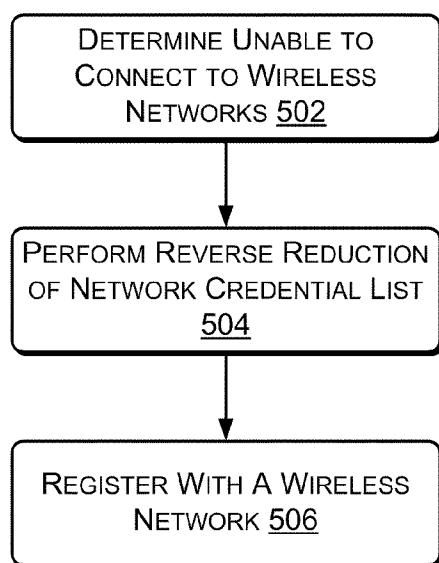 DETERMINE UNABLE TO
CONNECT TO WIRELESS
NETWORKS 502
PERFORM REVERSE REDUCTION
OF NETWORK CREDENTIAL LIST
504
REGISTER WITH A WIRELESS
NETWORK 506